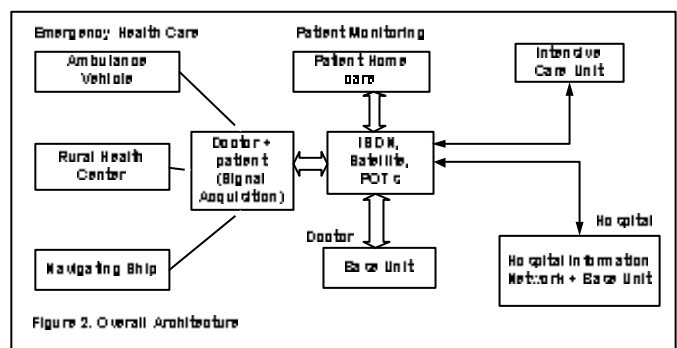 Emergency Health Care
Patient Monitoring
Ambulance
Vehicle
Patient Home
care
Intensive
Care Unit
Rural Health
Center
Doctor +
patient
(Signal
Acquisition)
ISDN,
Satellite,
POTs
Navigating Ship
Doctor
Base Unit
Hospital
Hospital Information
Network + Base Unit
Figure 2. Overall Architecture